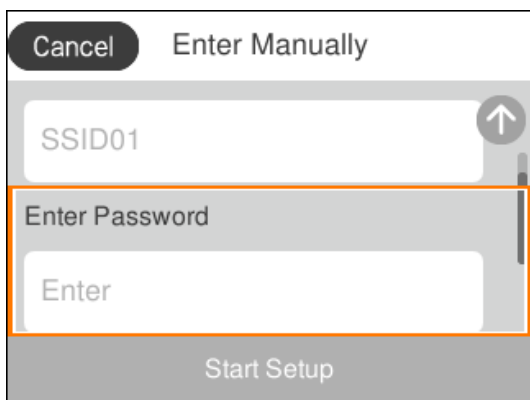 Cancel Enter Manually
SSID01
Enter Password
Enter
Start Setup